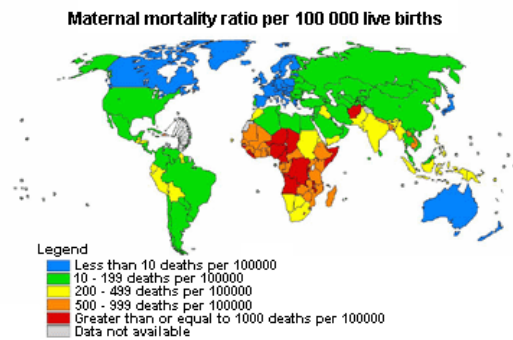 Maternal mortality ratio per 100 000 live births
Legend
Less than 10 deaths per 100000
10 - 199 deaths per 100000
200 - 499 deaths per 100000
500 - 999 deaths per 100000
Greater than or equal to 1000 deaths per 100000
Data not available